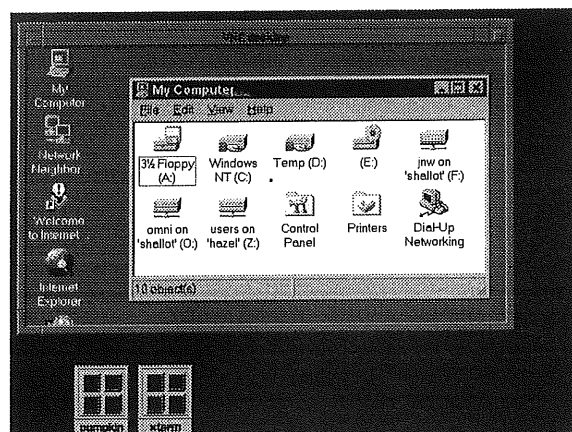 My
Computer
Network
Neighbor
Welcome
to Internet
Internet
Explorer
My Computer
File Edit View Help
3½ Floppy
(A:)
Windows
NT (C:)
Temp (D:)
(E:)
jnw on
'shallot' (F:)
omni on
'shallot' (O:)
users on
'hazel' (Z:)
Control
Panel
Printers
Dial-Up
Networking
10 object(s)
pumpkin
xterm